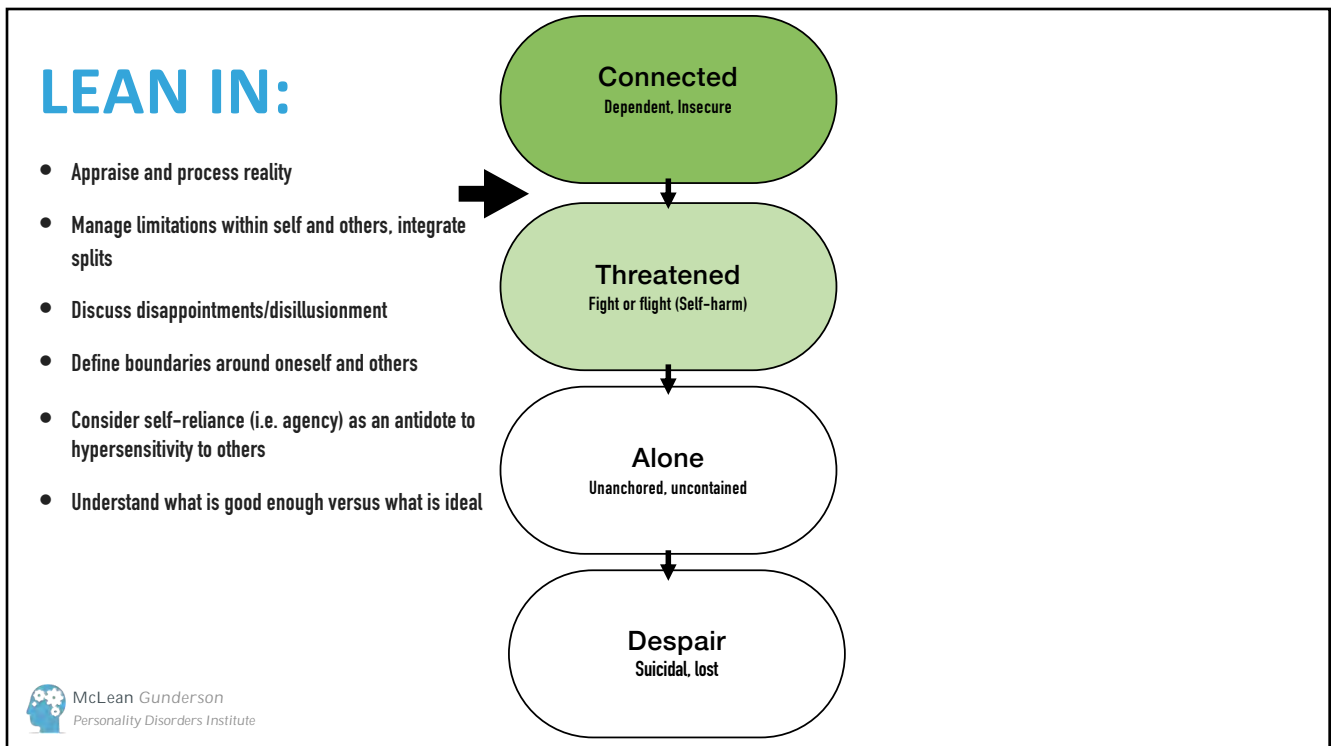 LEAN IN:
• Appraise and process reality
• Manage limitations within self and others, integrate
splits
• Discuss disappointments/disillusionment
• Define boundaries around oneself and others
• Consider self-reliance (i.e. agency) as an antidote to
hypersensitivity to others
• Understand what is good enough versus what is ideal
Connected
Dependent, Insecure
Threatened
Fight or flight (Self-harm)
Alone
Unanchored, uncontained
Despair
Suicidal, lost
McLean Gunderson
Personality Disorders Institute